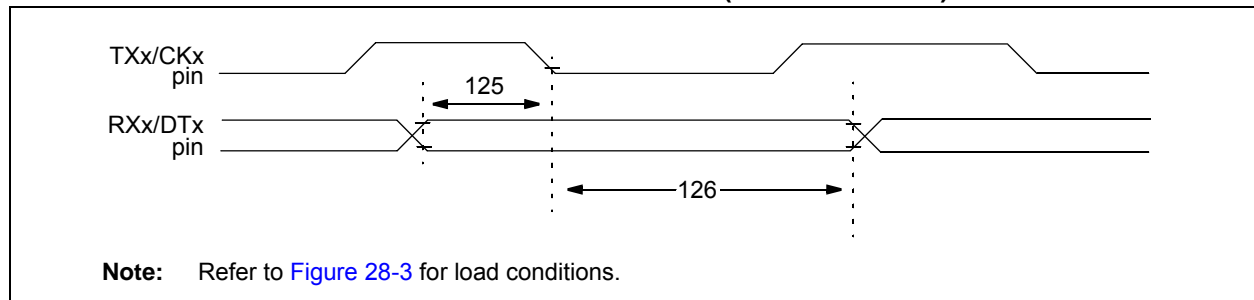 TXx/CKx
pin
125
RXx/DTx
pin
126
Note: Refer to Figure 28-3 for load conditions.